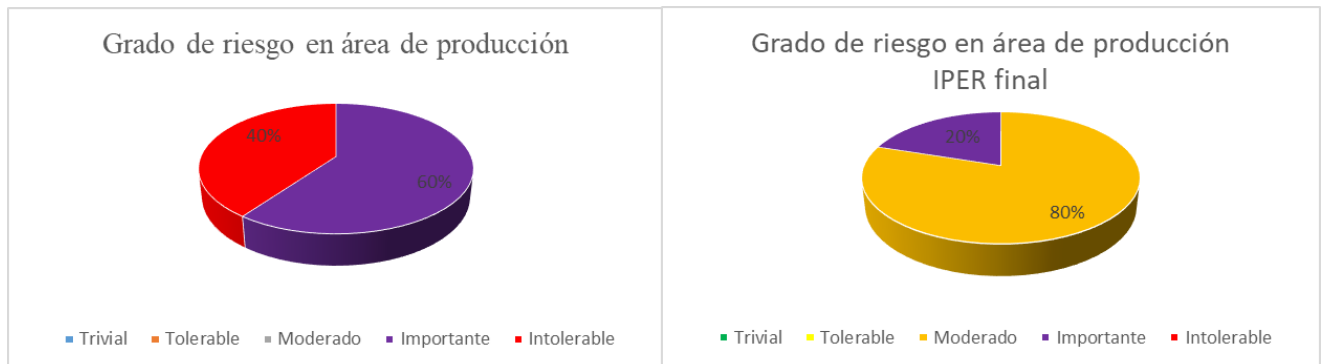 Grado de riesgo en área de producción
40%
60%
Trivial Tolerable Moderado Importante Intolerable
Grado de riesgo en área de producción
IPER final
20%
80%
Trivial Tolerable Moderado Importante Intolerable